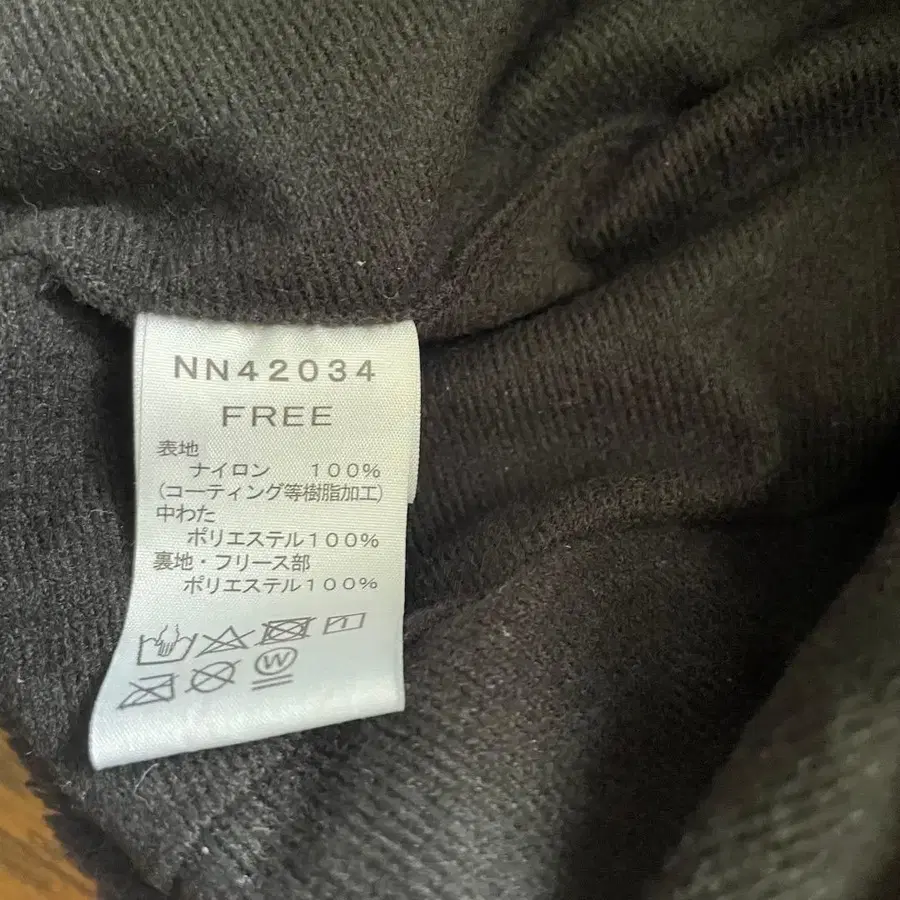 NN42034
FREE
表地
ナイロン 100%
(コーティング等樹脂加工)
中わた
ポリエステル100%
裏地・フリース部
ポリエステル100%
W